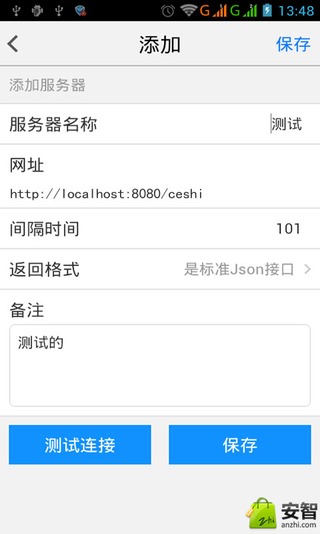 G G 13:48
添加 保存
添加服务器
服务器名称 测试
网址
http://localhost:8080/ceshi
间隔时间 101
返回格式 是标准Json接口
备注
测试的
测试连接 保存
zhi 安智
anzhi.com